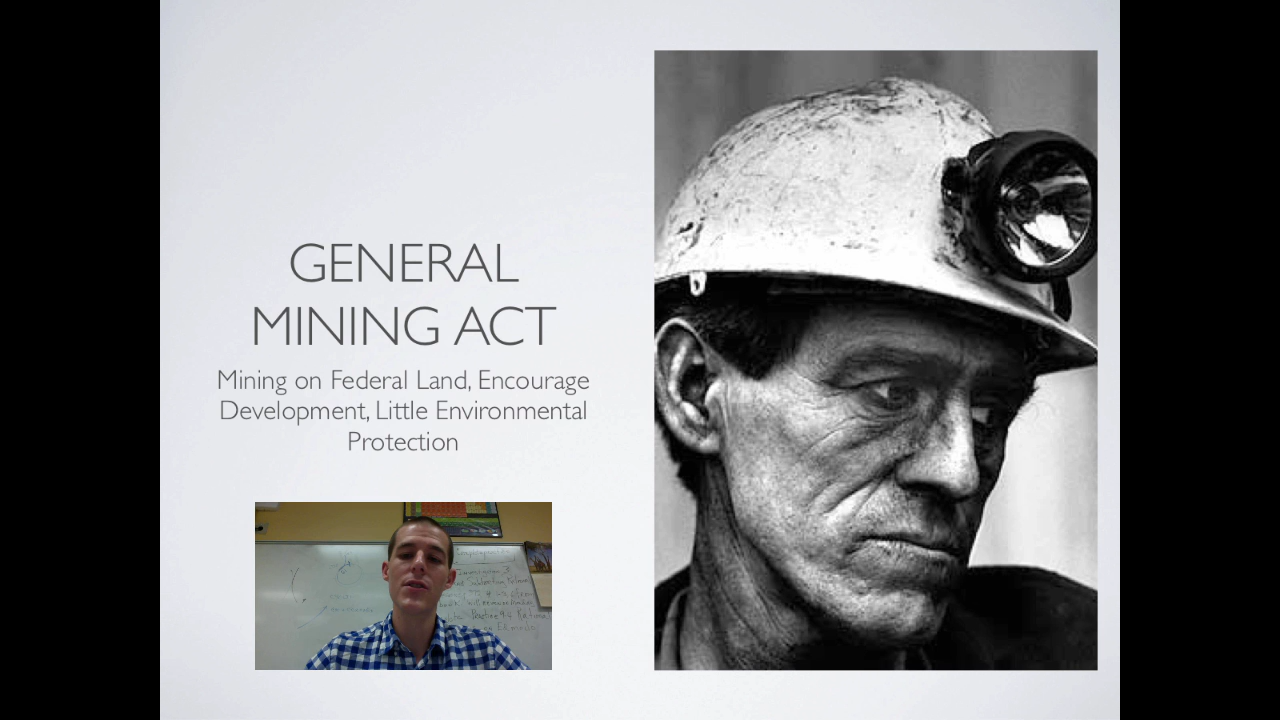 GENERAL
MINING ACT
Mining on Federal Land, Encourage
Development, Little Environmental
Protection